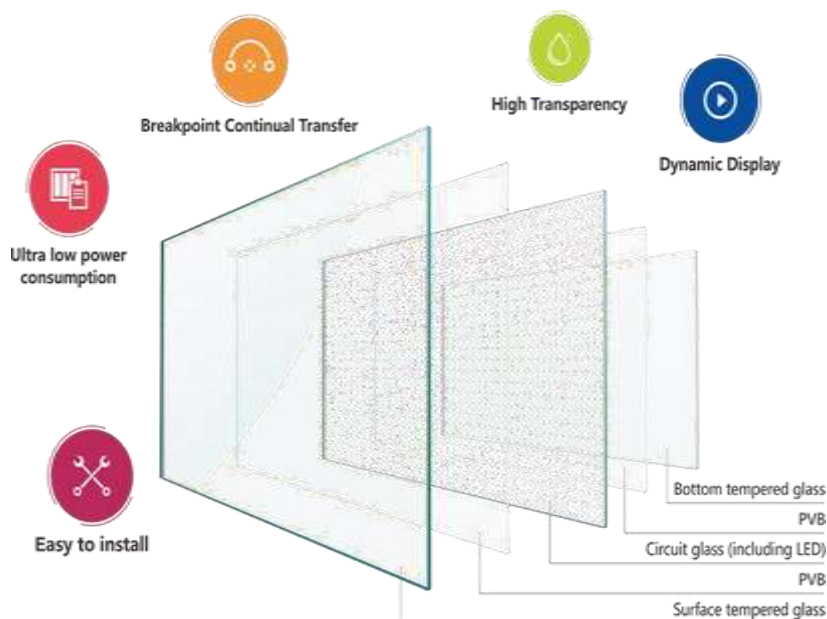 Breakpoint Continual Transfer
High Transparency
Dynamic Display
Ultra low power
consumption
Easy to install
Bottom tempered glass
PVB
Circuit glass (including LED)
PVB
Surface tempered glass